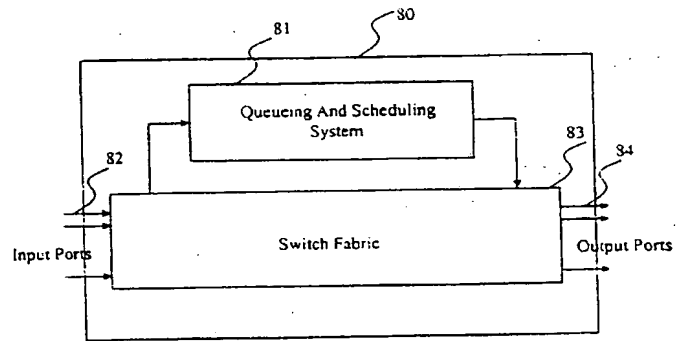 80
81
Queueing And Scheduling
System
82
83
84
Input Ports
Switch Fabric
Output Ports